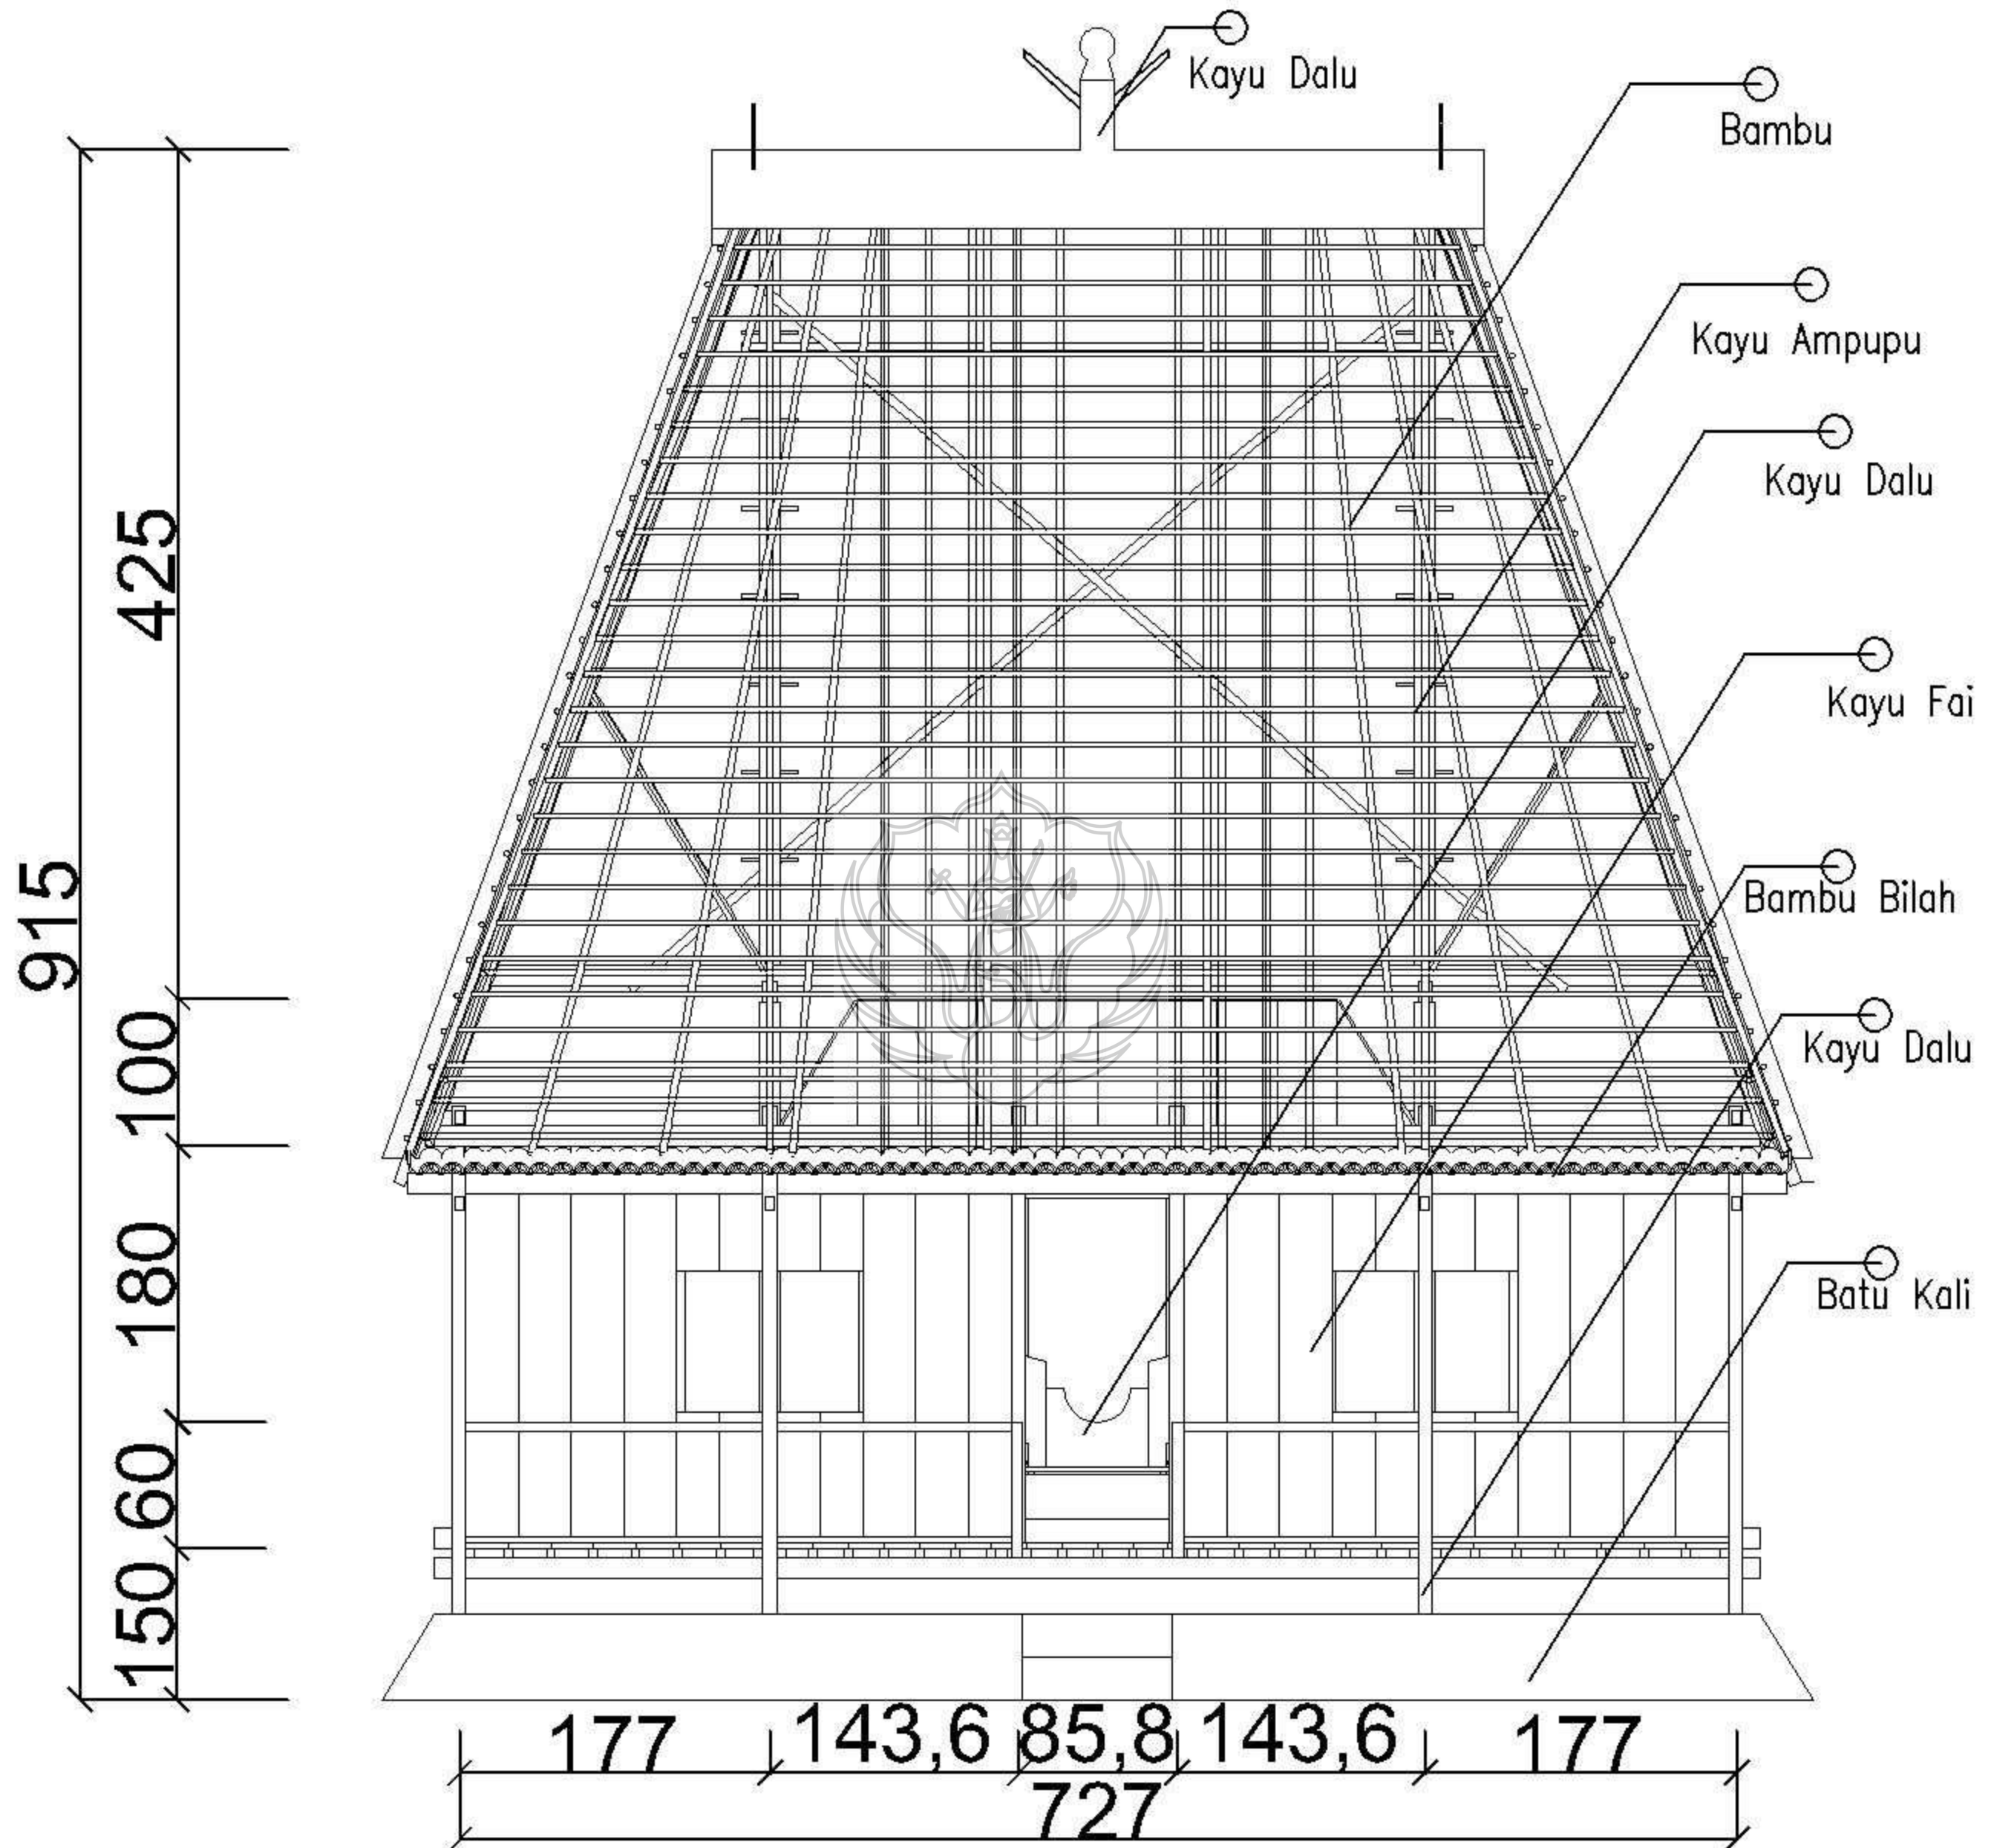 Kayu Dalu
Bambu
Kayu Ampupu
Kayu Dalu
Kayu Fai
Bambu Bilah
Kayu Dalu
Batu Kali
915
425
100
180
60
150
177
143,6
85,8
143,6
177
727